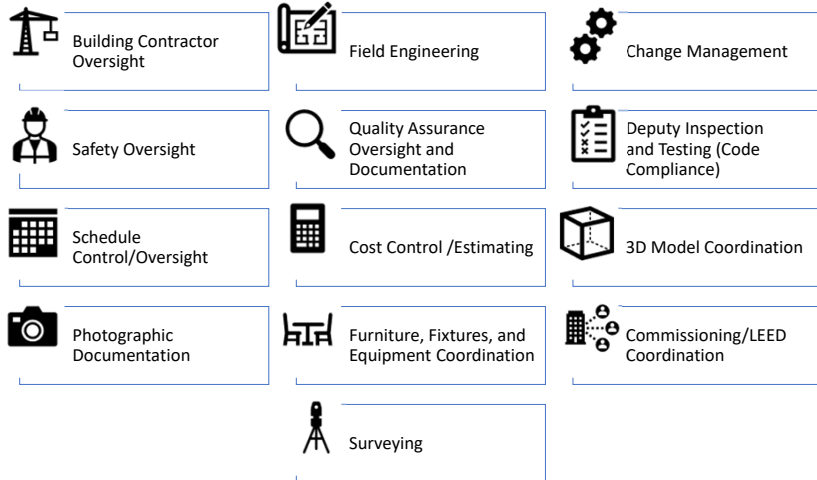 Building Contractor
Oversight
Field Engineering
Change Management
Safety Oversight
Quality Assurance
Oversight and
Documentation
Deputy Inspection
and Testing (Code
Compliance)
Schedule
Control/Oversight
Cost Control /Estimating
3D Model Coordination
Photographic
Documentation
Furniture, Fixtures, and
Equipment Coordination
Commissioning/LEED
Coordination
Surveying